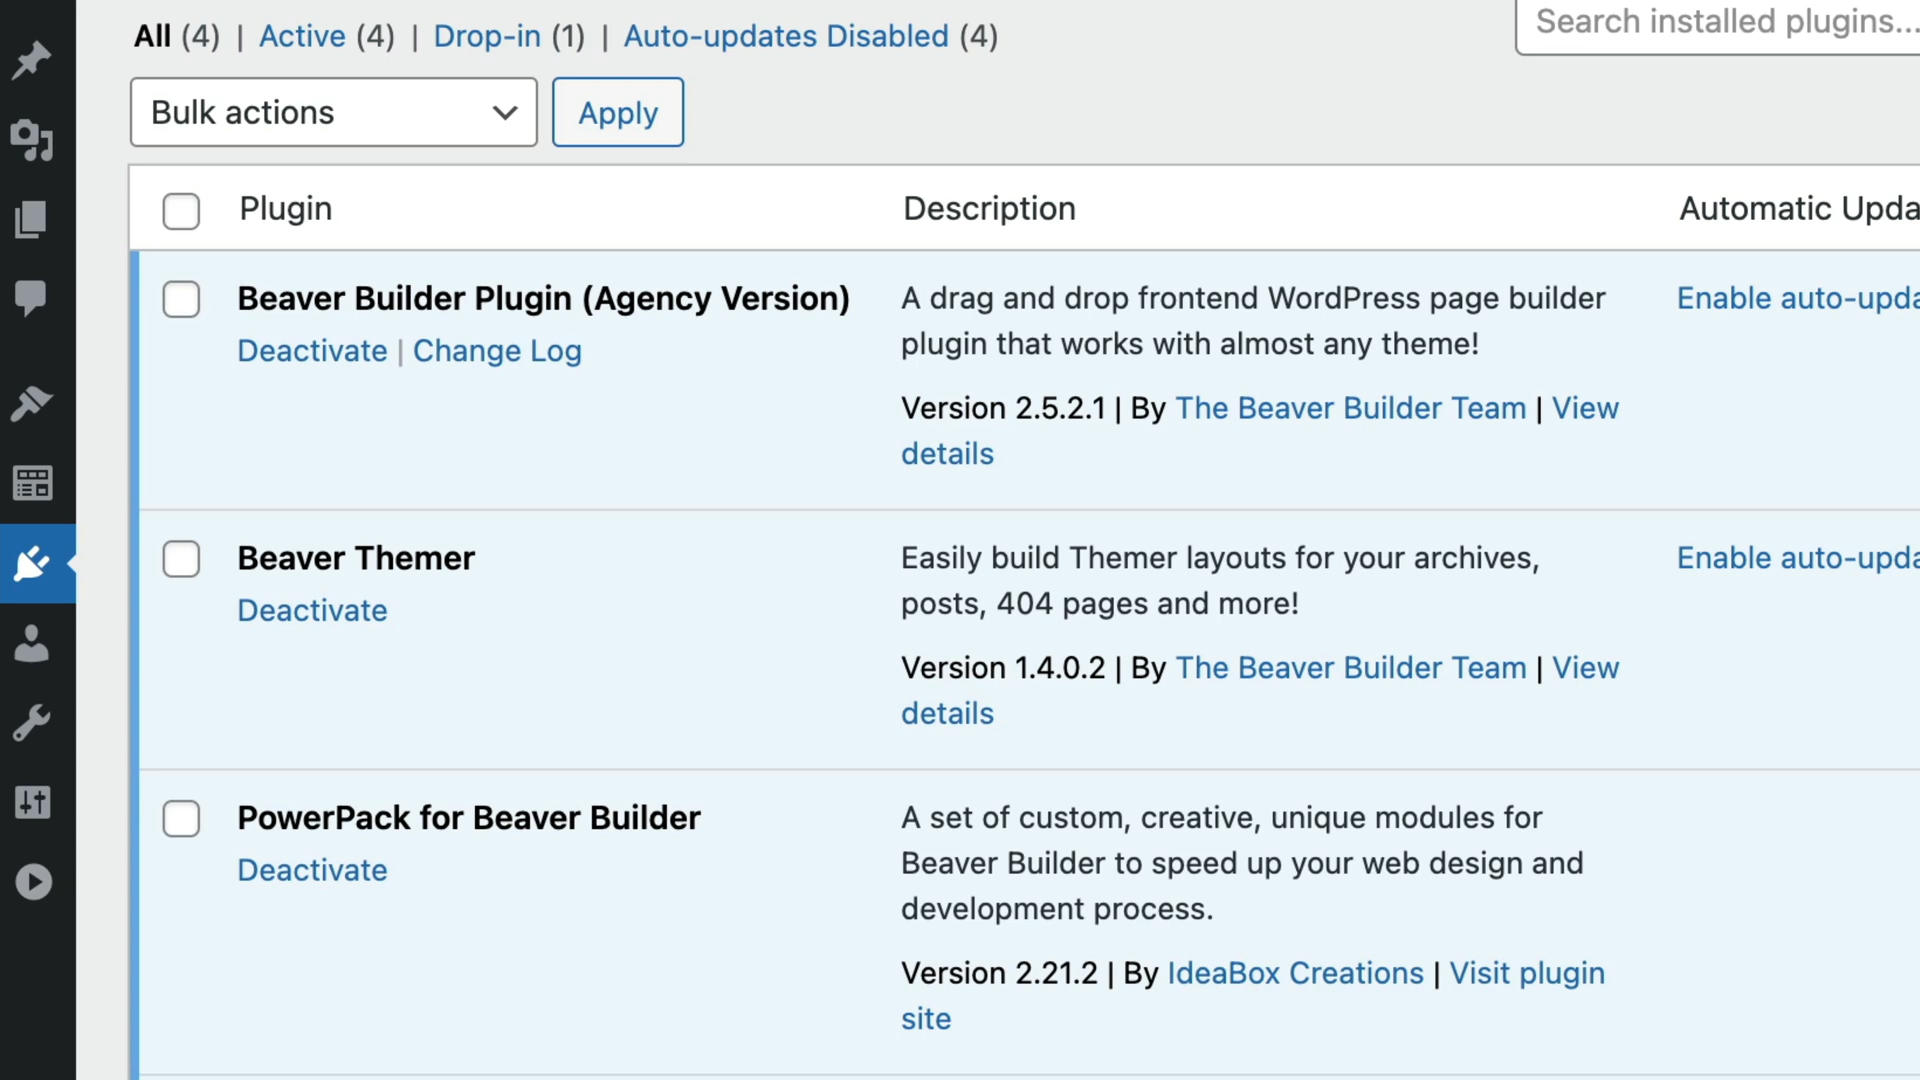 All (4) | Active (4) | Drop-in (1) | Auto-updates Disabled (4)
Search installed plugins...
Bulk actions
Apply
Plugin
Description
Automatic Upda
Beaver Builder Plugin (Agency Version)
Deactivate | Change Log
A drag and drop frontend WordPress page builder
plugin that works with almost any theme!
Version 2.5.2.1 | By The Beaver Builder Team | View
details
Enable auto-upda
Beaver Themer
Deactivate
Easily build Themer layouts for your archives,
posts, 404 pages and more!
Version 1.4.0.2 | By The Beaver Builder Team | View
details
Enable auto-upda
PowerPack for Beaver Builder
Deactivate
A set of custom, creative, unique modules for
Beaver Builder to speed up your web design and
development process.
Version 2.21.2 | By IdeaBox Creations | Visit plugin
site